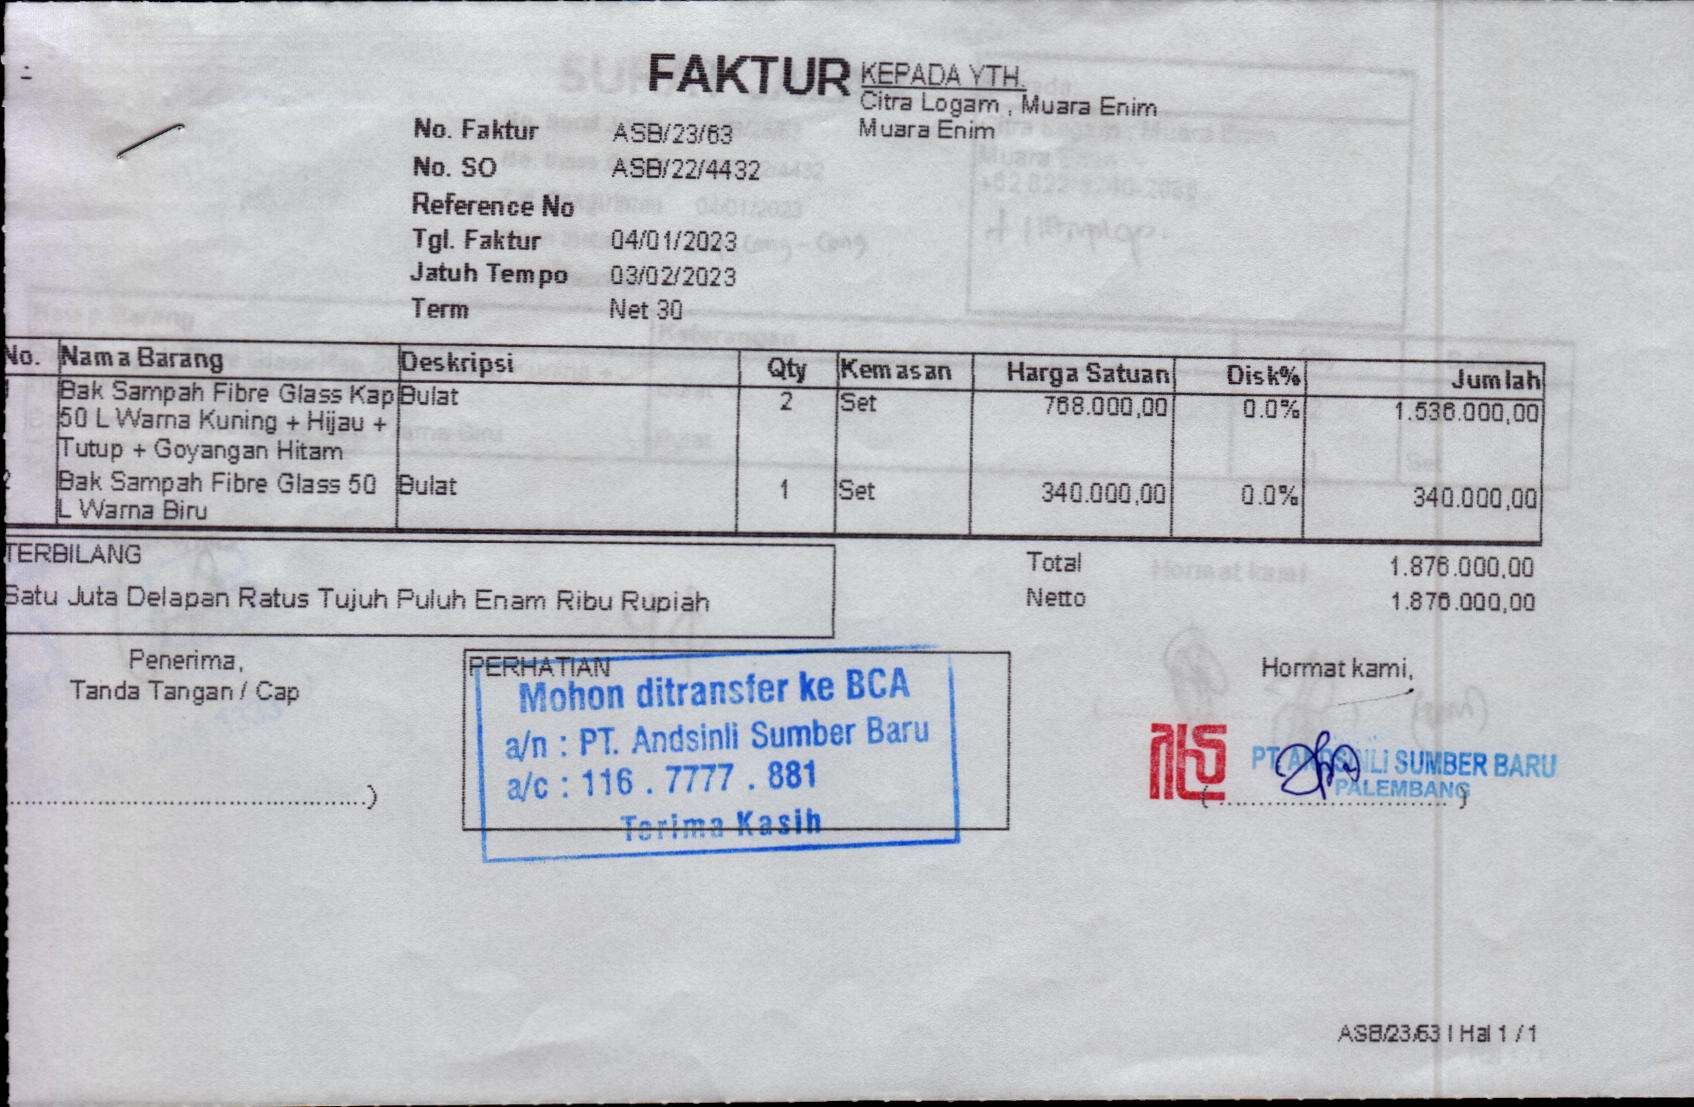 FAKTUR
KEPADA YTH.
Citra Logam , Muara Enim
Muara Enim
No. Faktur ASB/23/63
No. SO ASB/22/4432
Reference No
Tgl. Faktur 04/01/2023
Jatuh Tempo 03/02/2023
Term Net 30
No. Nama Barang Deskripsi Qty Kemasan Harga Satuan Disk% Jumlah
1 Bak Sampah Fibre Glass Kap Bulat 2 Set 768.000,00 0.0% 1.536.000,00
50 L Warna Kuning + Hijau +
Tutup + Goyangan Hitam
2 Bak Sampah Fibre Glass 50 Bulat 1 Set 340.000,00 0.0% 340.000,00
L Warna Biru
TERBILANG
Satu Juta Delapan Ratus Tujuh Puluh Enam Ribu Rupiah
Total 1.876.000,00
Netto 1.876.000,00
Penerima,
Tanda Tangan / Cap
PERHATIAN
Mohon ditransfer ke BCA
a/n : PT. Andsinli Sumber Baru
a/c : 116 . 7777 . 881
Terima Kasih
Hormat kami,
PT. ANDSINLI SUMBER BARU
PALEMBANG
ASB/23/63 | Hal 1 / 1